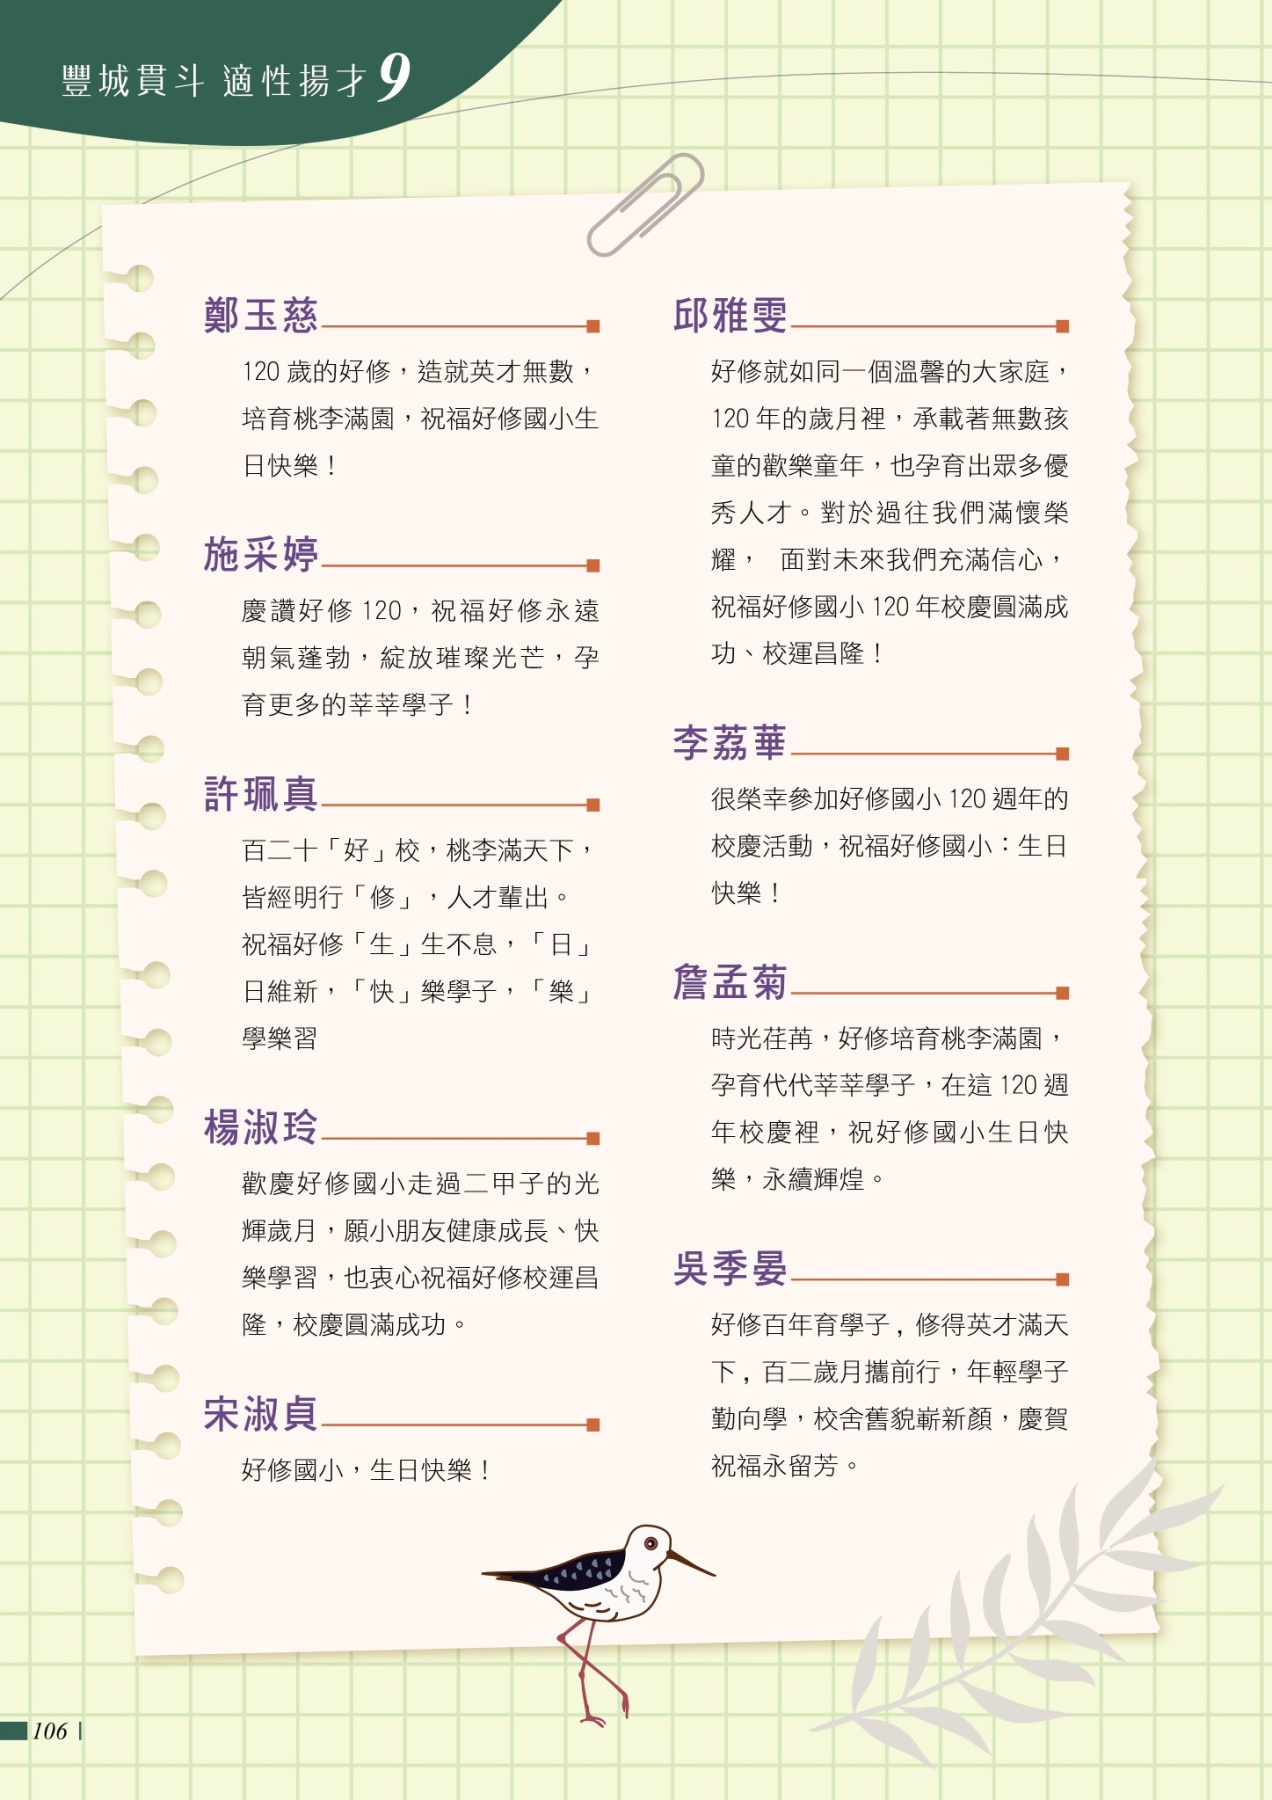 豐城貫斗 適性揚才9
鄭玉慈
120 歲的好修，造就英才無數，
培育桃李滿園，祝福好修國小生
日快樂！
施采婷
慶讚好修 120，祝福好修永遠
朝氣蓬勃，綻放璀璨光芒，孕
育更多的莘莘學子！
許珮真
百二十「好」校，桃李滿天下，
皆經明行「修」，人才輩出。
祝福好修「生」生不息，「日」
日維新，「快」樂學子，「樂」
學樂習
楊淑玲
歡慶好修國小走過二甲子的光
輝歲月，願小朋友健康成長、快
樂學習，也衷心祝福好修校運昌
隆，校慶圓滿成功。
宋淑貞
好修國小，生日快樂！
邱雅雯
好修就如同一個溫馨的大家庭，
120 年的歲月裡，承載著無數孩
童的歡樂童年，也孕育出眾多優
秀人才。對於過往我們滿懷榮
耀，　面對未來我們充滿信心，
祝福好修國小 120 年校慶圓滿成
功、校運昌隆！
李荔華
很榮幸參加好修國小 120 週年的
校慶活動，祝福好修國小：生日
快樂！
詹孟菊
時光荏苒，好修培育桃李滿園，
孕育代代莘莘學子，在這 120 週
年校慶裡，祝好修國小生日快
樂，永續輝煌。
吳季晏
好修百年育學子，修得英才滿天
下，百二歲月攜前行，年輕學子
勤向學，校舍舊貌嶄新顏，慶賀
祝福永留芳。
106